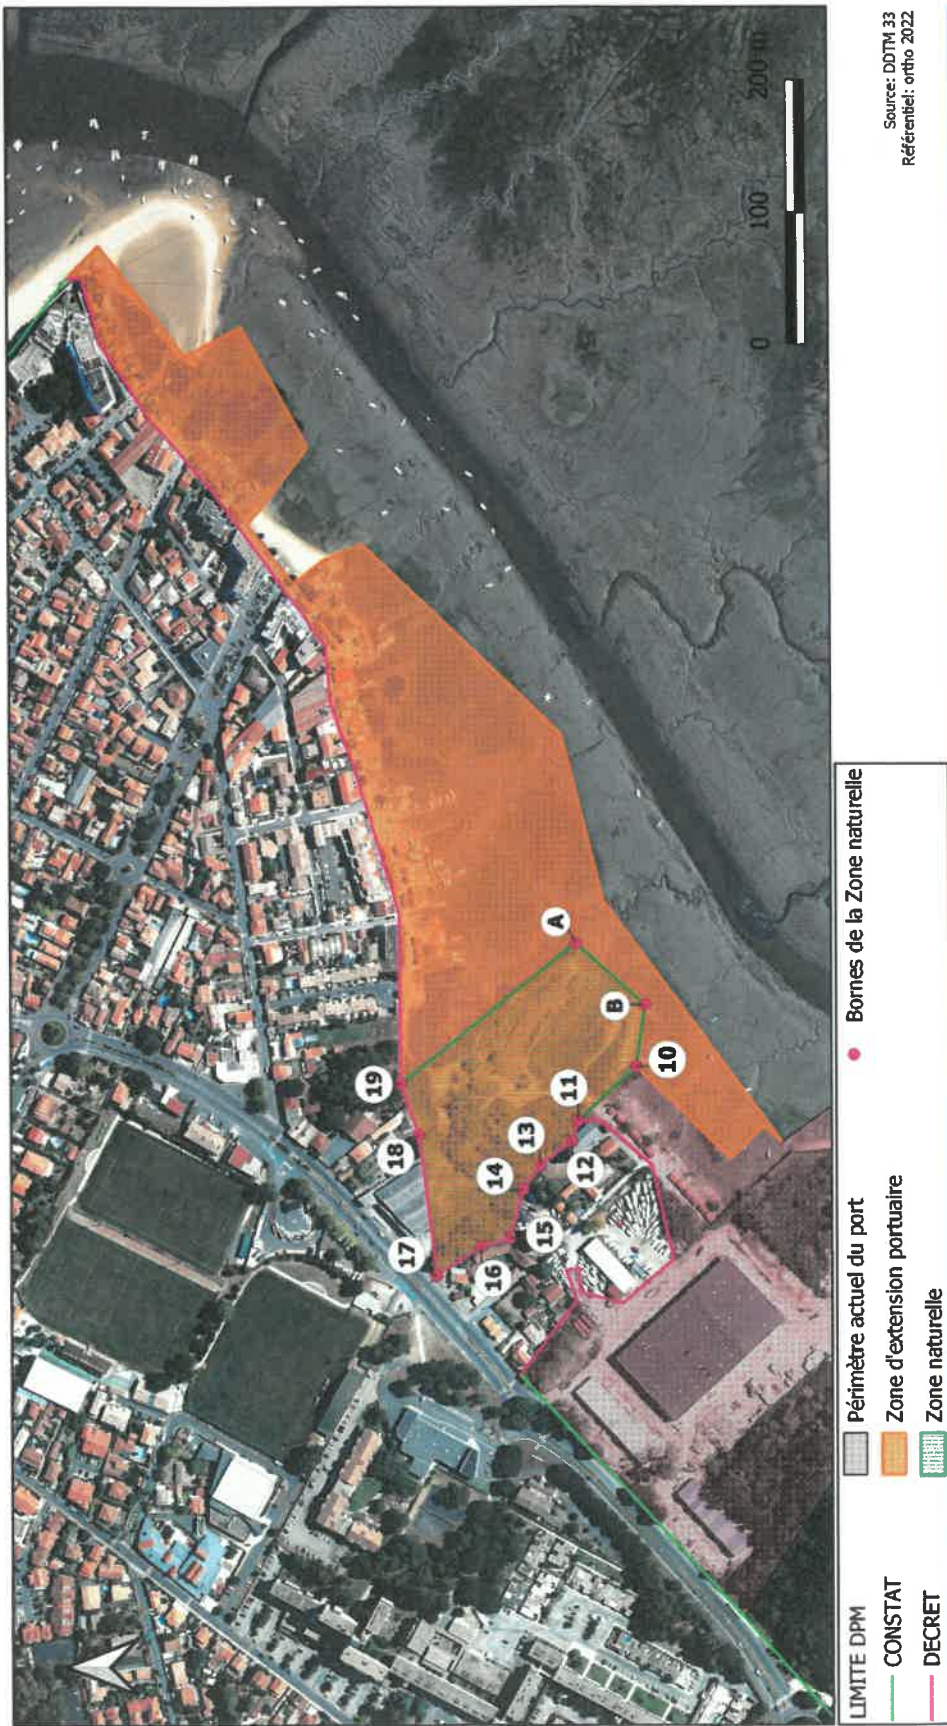 17
18
19
16
14
13
11
A
15
12
B
10
0
100
200 m
LIMITE DPM
CONSTAT
DECRET
Périmètre actuel du port
Zone d'extension portuaire
Zone naturelle
Bornes de la Zone naturelle
Source: DDTM 33
Référentiel: ortho 2022